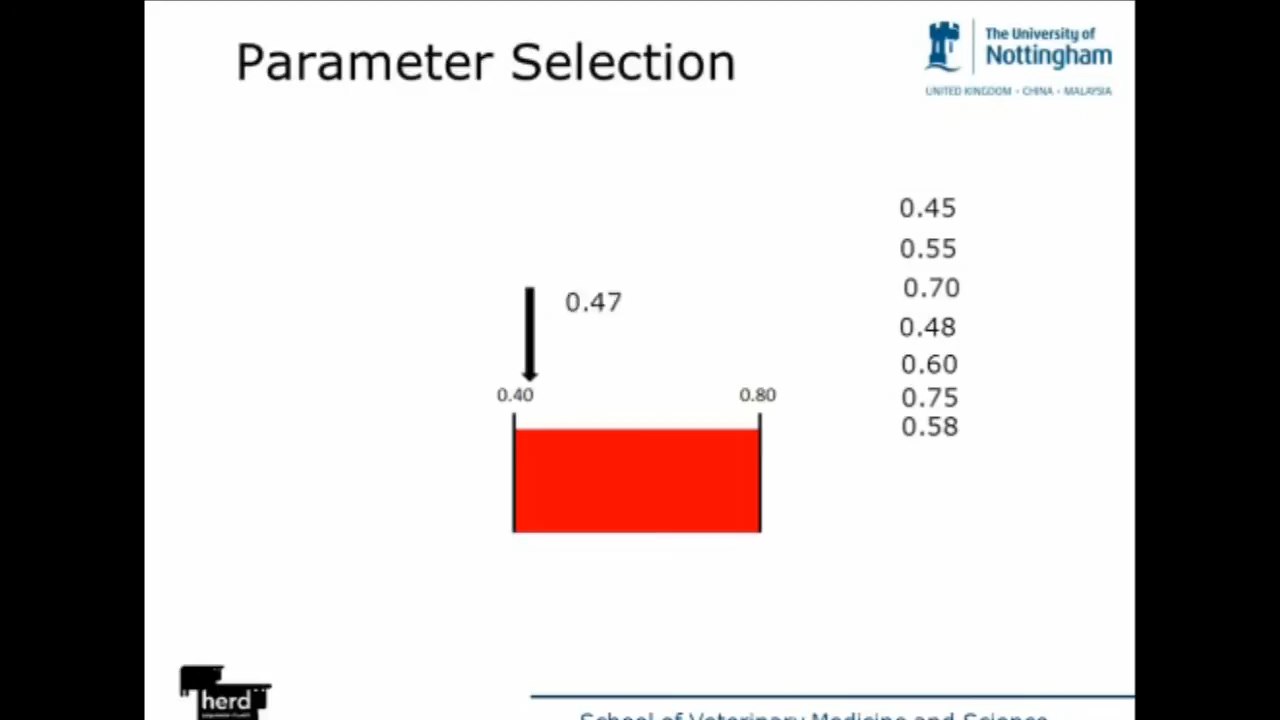 Parameter Selection
The University of
Nottingham
UNITED KINGDOM • CHINA • MALAYSIA
0.45
0.55
0.70
0.48
0.60
0.75
0.58
0.47
0.40
0.80
herd
School of Veterinary Medicine and Science